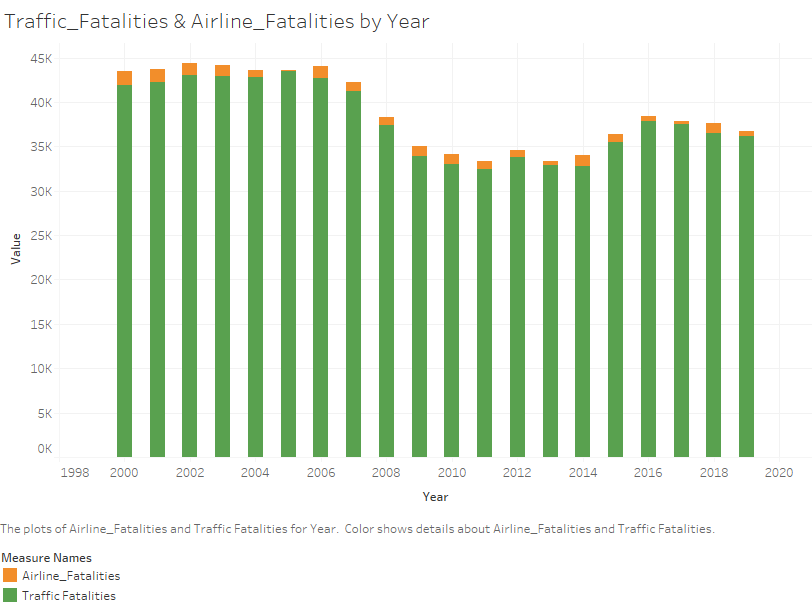 Traffic_Fatalities & Airline_Fatalities by Year
45K
40K
35K
30K
25K
20K
15K
10K
5K
0K
Value
1998 2000 2002 2004 2006 2008 2010 2012 2014 2016 2018 2020
Year
The plots of Airline_Fatalities and Traffic Fatalities for Year. Color shows details about Airline_Fatalities and Traffic Fatalities.
Measure Names
Airline_Fatalities
Traffic Fatalities